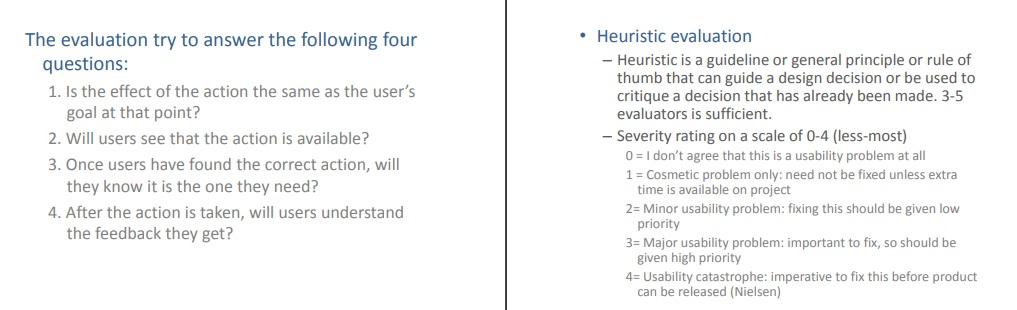 The evaluation try to answer the following four
questions:
1. Is the effect of the action the same as the user's
goal at that point?
2. Will users see that the action is available?
3. Once users have found the correct action, will
they know it is the one they need?
4. After the action is taken, will users understand
the feedback they get?
• Heuristic evaluation
– Heuristic is a guideline or general principle or rule of
thumb that can guide a design decision or be used to
critique a decision that has already been made. 3-5
evaluators is sufficient.
– Severity rating on a scale of 0-4 (less-most)
0 = I don't agree that this is a usability problem at all
1 = Cosmetic problem only: need not be fixed unless extra
time is available on project
2= Minor usability problem: fixing this should be given low
priority
3= Major usability problem: important to fix, so should be
given high priority
4= Usability catastrophe: imperative to fix this before product
can be released (Nielsen)